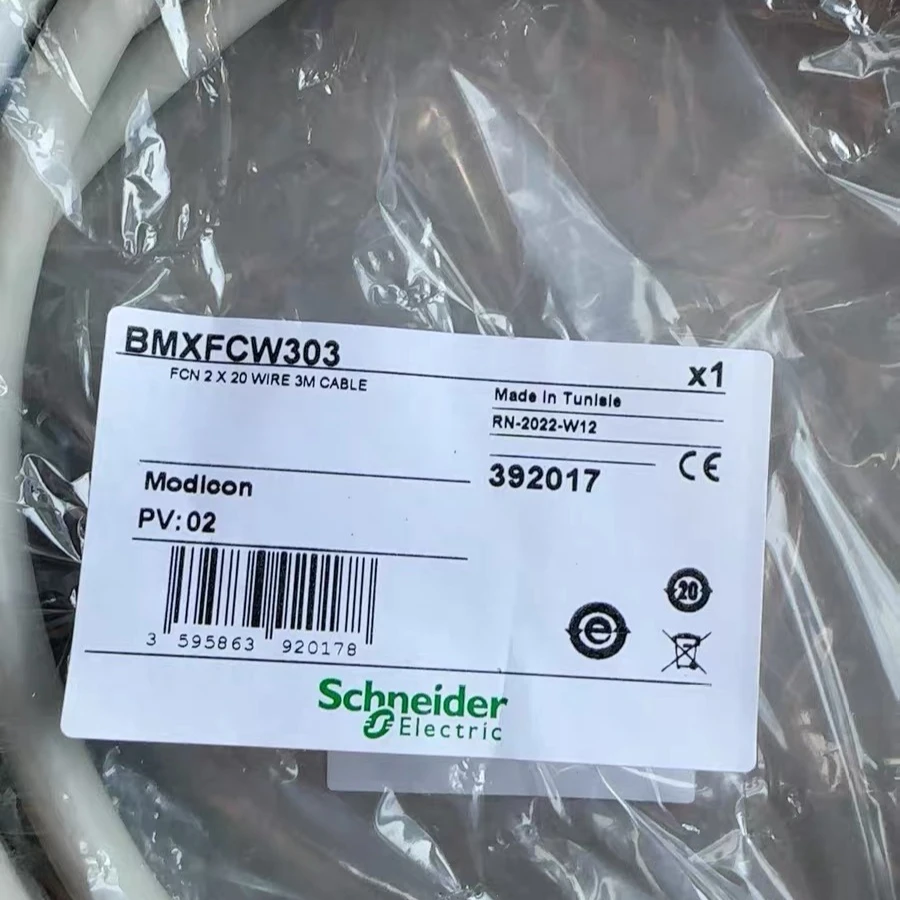 BMXFCW303
x1
FCN 2 X 20 WIRE 3M CABLE
Made in Tunisie
RN-2022-W12
392017
CE
Modicon
PV: 02
3 595863 920178
20
e
Schneider
Electric